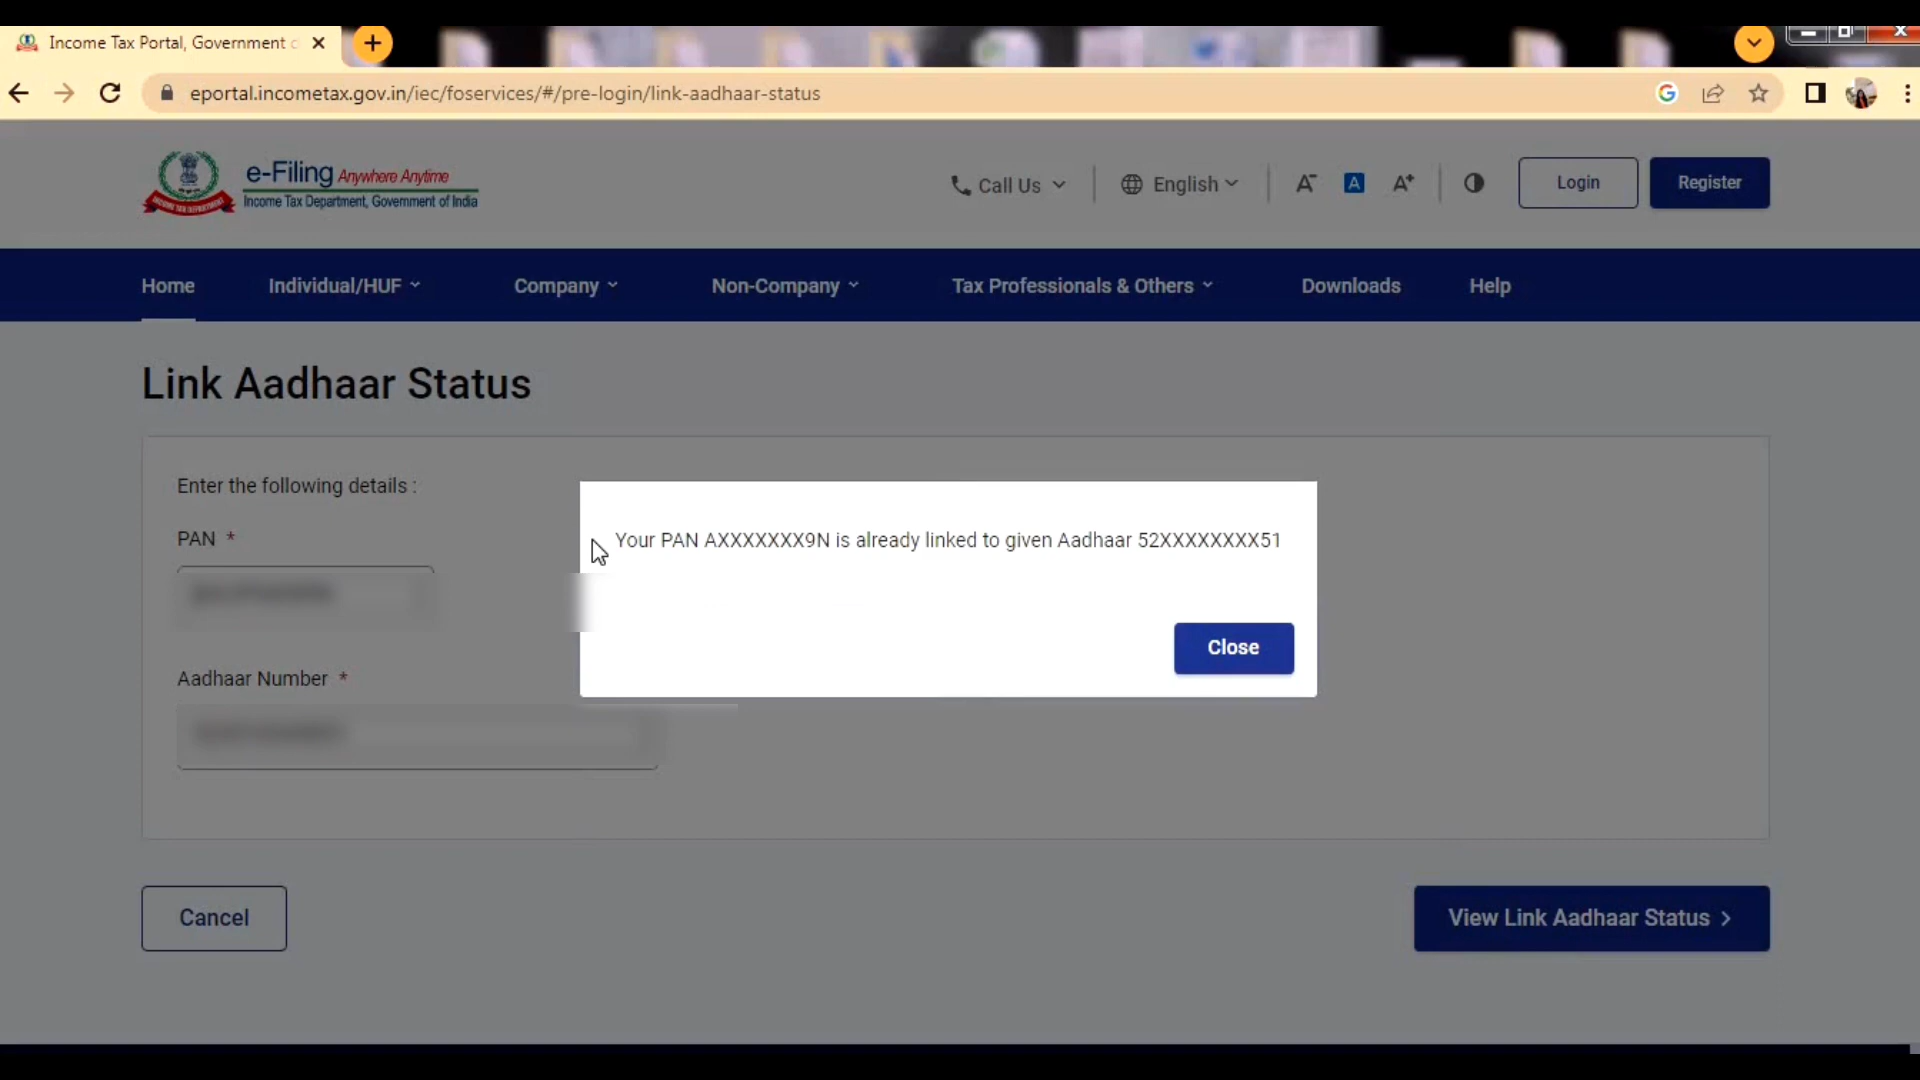 Income Tax Portal, Government
eportal.incometax.gov.in/iec/foservices/#/pre-login/link-aadhaar-status
e-Filing Anywhere Anytime
Income Tax Department, Government of India
Call Us
English
A-
A
A+
Login
Register
Home
Individual/HUF
Company
Non-Company
Tax Professionals & Others
Downloads
Help
Link Aadhaar Status
Enter the following details :
PAN *
Your PAN AXXXXXXX9N is already linked to given Aadhaar 52XXXXXXXX51
Close
Aadhaar Number *
Cancel
View Link Aadhaar Status >